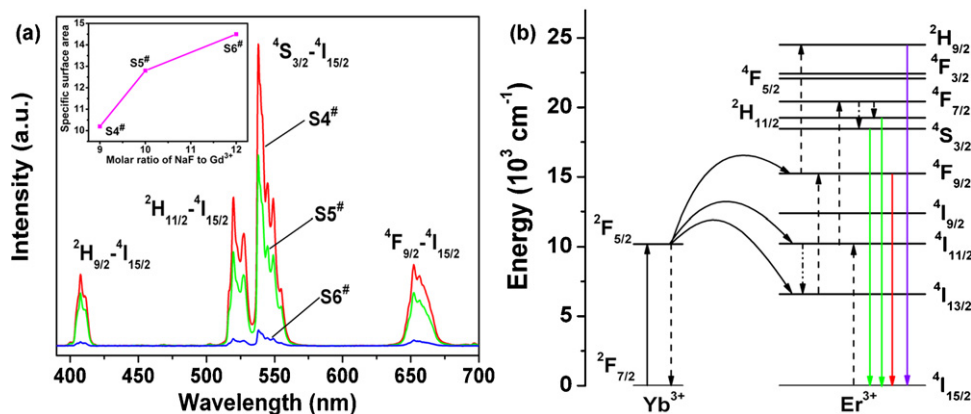 (a)
Specific surface area
15
14
13
12
11
10
S4#
S5#
S6#
9
10
11
12
Molar ratio of NaF to Gd³⁺
⁴S₃/₂-⁴I₁₅/₂
S4#
²H₁₁/₂-⁴I₁₅/₂
S5#
²H₉/₂-⁴I₁₅/₂
⁴F₉/₂-⁴I₁₅/₂
S6#
Intensity (a.u.)
400
450
500
550
600
650
700
Wavelength (nm)
(b)
Energy (10³ cm⁻¹)
25
20
15
10
5
0
²F₅/₂
²F₇/₂
Yb³⁺
²H₉/₂
⁴F₃/₂
⁴F₅/₂
⁴F₇/₂
²H₁₁/₂
⁴S₃/₂
⁴F₉/₂
⁴I₉/₂
⁴I₁₁/₂
⁴I₁₃/₂
⁴I₁₅/₂
Er³⁺